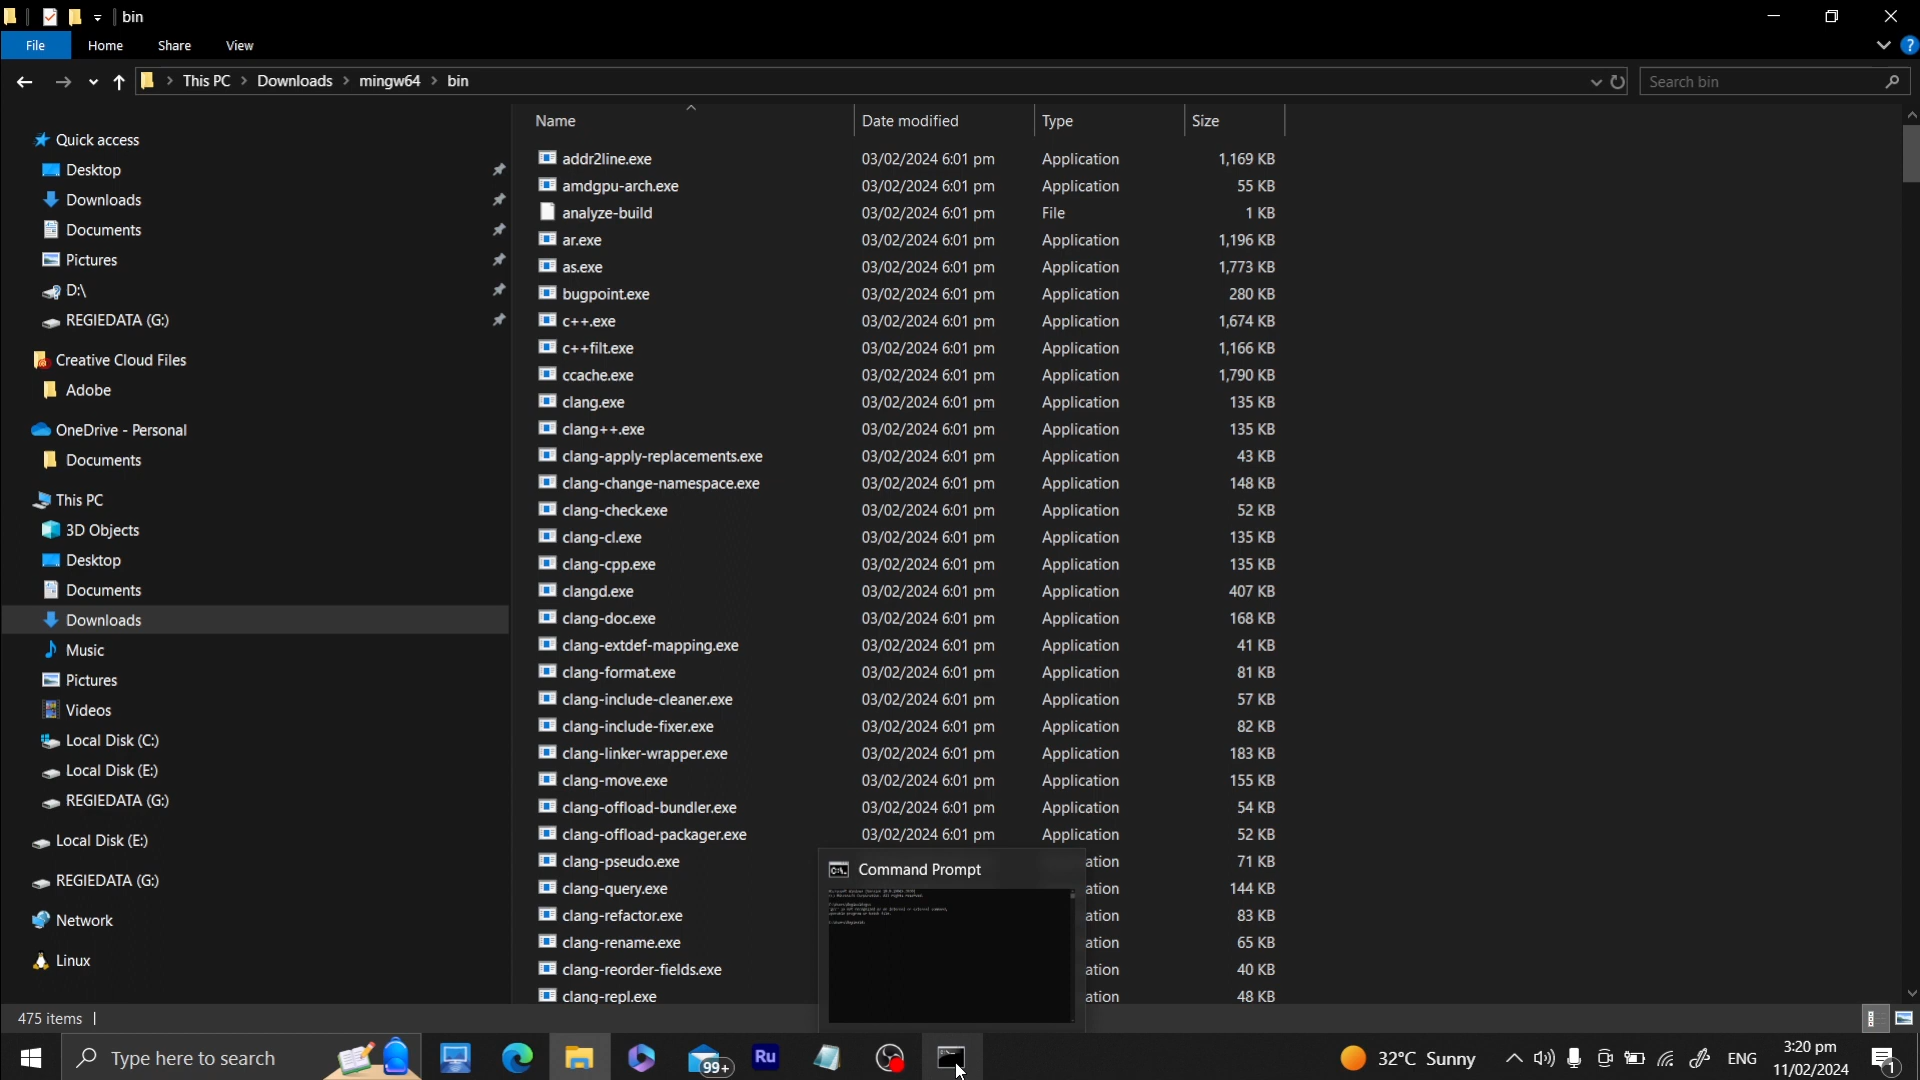 bin
File Home Share View
This PC > Downloads > mingw64 > bin
Search bin
Quick access
Desktop
Downloads
Documents
Pictures
D:\
REGIEDATA (G:)
Creative Cloud Files
Adobe
OneDrive - Personal
Documents
This PC
3D Objects
Desktop
Documents
Downloads
Music
Pictures
Videos
Local Disk (C:)
Local Disk (E:)
REGIEDATA (G:)
Local Disk (E:)
REGIEDATA (G:)
Network
Linux
Name Date modified Type Size
addr2line.exe 03/02/2024 6:01 pm Application 1,169 KB
amdgpu-arch.exe 03/02/2024 6:01 pm Application 55 KB
analyze-build 03/02/2024 6:01 pm File 1 KB
ar.exe 03/02/2024 6:01 pm Application 1,196 KB
as.exe 03/02/2024 6:01 pm Application 1,773 KB
bugpoint.exe 03/02/2024 6:01 pm Application 280 KB
c++.exe 03/02/2024 6:01 pm Application 1,674 KB
c++filt.exe 03/02/2024 6:01 pm Application 1,166 KB
ccache.exe 03/02/2024 6:01 pm Application 1,790 KB
clang.exe 03/02/2024 6:01 pm Application 135 KB
clang++.exe 03/02/2024 6:01 pm Application 135 KB
clang-apply-replacements.exe 03/02/2024 6:01 pm Application 43 KB
clang-change-namespace.exe 03/02/2024 6:01 pm Application 148 KB
clang-check.exe 03/02/2024 6:01 pm Application 52 KB
clang-cl.exe 03/02/2024 6:01 pm Application 135 KB
clang-cpp.exe 03/02/2024 6:01 pm Application 135 KB
clangd.exe 03/02/2024 6:01 pm Application 407 KB
clang-doc.exe 03/02/2024 6:01 pm Application 168 KB
clang-extdef-mapping.exe 03/02/2024 6:01 pm Application 41 KB
clang-format.exe 03/02/2024 6:01 pm Application 81 KB
clang-include-cleaner.exe 03/02/2024 6:01 pm Application 57 KB
clang-include-fixer.exe 03/02/2024 6:01 pm Application 82 KB
clang-linker-wrapper.exe 03/02/2024 6:01 pm Application 183 KB
clang-move.exe 03/02/2024 6:01 pm Application 155 KB
clang-offload-bundler.exe 03/02/2024 6:01 pm Application 54 KB
clang-offload-packager.exe 03/02/2024 6:01 pm Application 52 KB
clang-pseudo.exe ation 71 KB
clang-query.exe ation 144 KB
clang-refactor.exe ation 83 KB
clang-rename.exe ation 65 KB
clang-reorder-fields.exe ation 40 KB
clang-repl.exe ation 48 KB
Command Prompt
475 items
Type here to search
99+
Ru
32°C Sunny
ENG
3:20 pm
11/02/2024
1